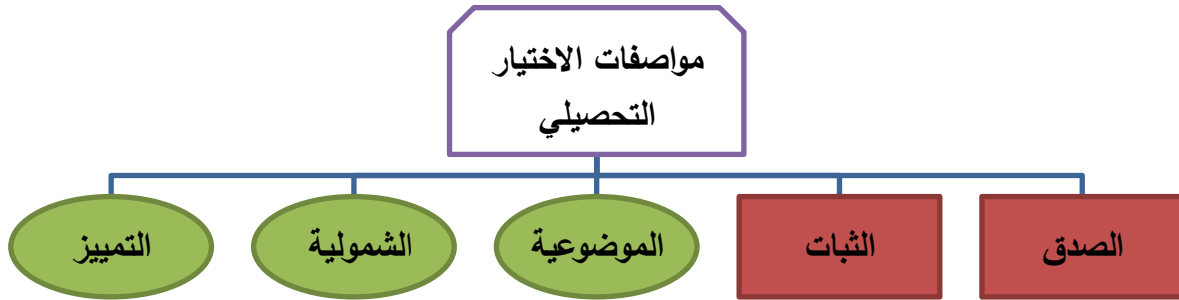 مواصفات الاختيار
التحصيلي
الصدق
الثبات
الموضوعية
الشمولية
التمييز